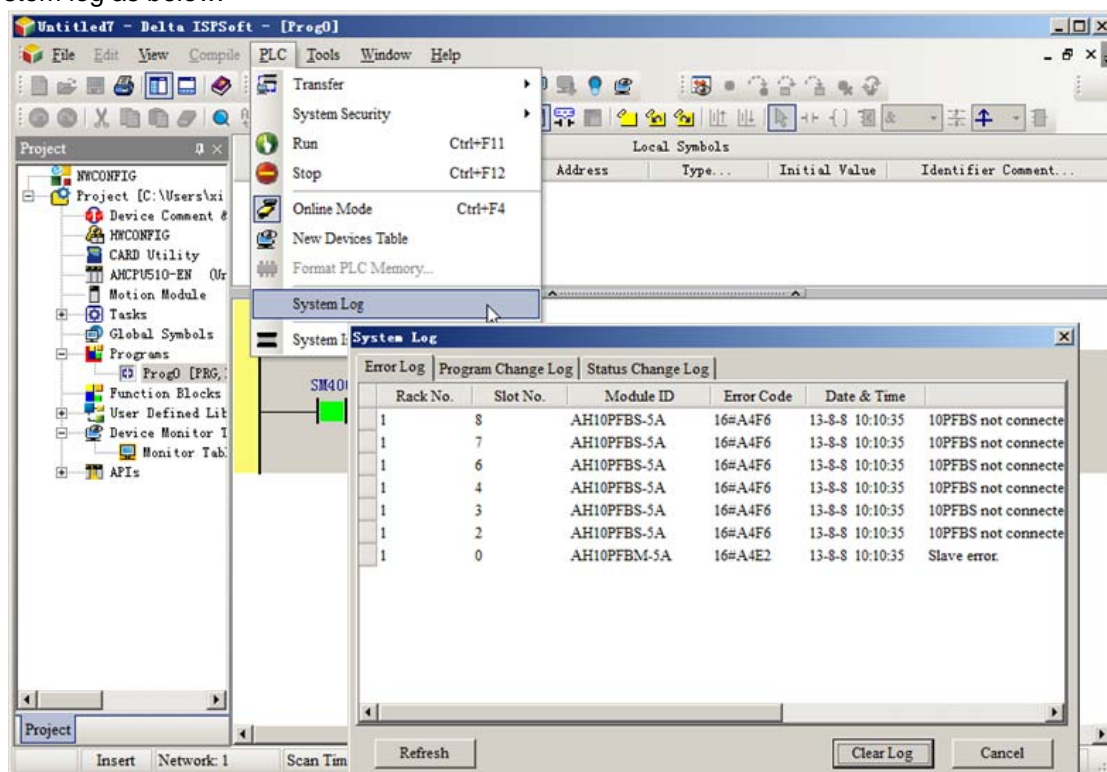 stem log as below.
Untitled7 - Delta ISPSoft - [Prog0]
File Edit View Compile PLC Tools Window Help
Transfer
System Security
Run Ctrl+F11
Stop Ctrl+F12
Online Mode Ctrl+F4
New Devices Table
Format PLC Memory...
System Log
System I
Project
NWCONFIG
Project [C:\Users\xi
Device Comment &
HWCONFIG
CARD Utility
AHCPU510-EN (Ur
Motion Module
Tasks
Global Symbols
Programs
Prog0 [PRG,
Function Blocks
User Defined Lib
Device Monitor T
Monitor Tab
APIs
Local Symbols
Address Type... Initial Value Identifier Comment...
SM40
System Log
Error Log Program Change Log Status Change Log
Rack No. Slot No. Module ID Error Code Date & Time
1 8 AH10PFBS-5A 16#A4F6 13-8-8 10:10:35 10PFBS not connecte
1 7 AH10PFBS-5A 16#A4F6 13-8-8 10:10:35 10PFBS not connecte
1 6 AH10PFBS-5A 16#A4F6 13-8-8 10:10:35 10PFBS not connecte
1 4 AH10PFBS-5A 16#A4F6 13-8-8 10:10:35 10PFBS not connecte
1 3 AH10PFBS-5A 16#A4F6 13-8-8 10:10:35 10PFBS not connecte
1 2 AH10PFBS-5A 16#A4F6 13-8-8 10:10:35 10PFBS not connecte
1 0 AH10PFBM-5A 16#A4E2 13-8-8 10:10:35 Slave error.
Refresh Clear Log Cancel
Project
Insert Network: 1 Scan Tim